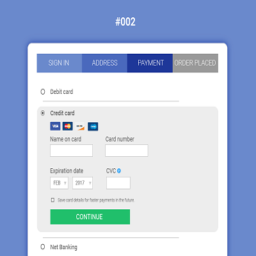 #002
SIGN IN ADDRESS PAYMENT ORDER PLACED
Debit card
Credit card
VISA
Name on card Card number
Expiration date CVC
FEB 2017
Save card details for faster payments in the future
CONTINUE
Net Banking